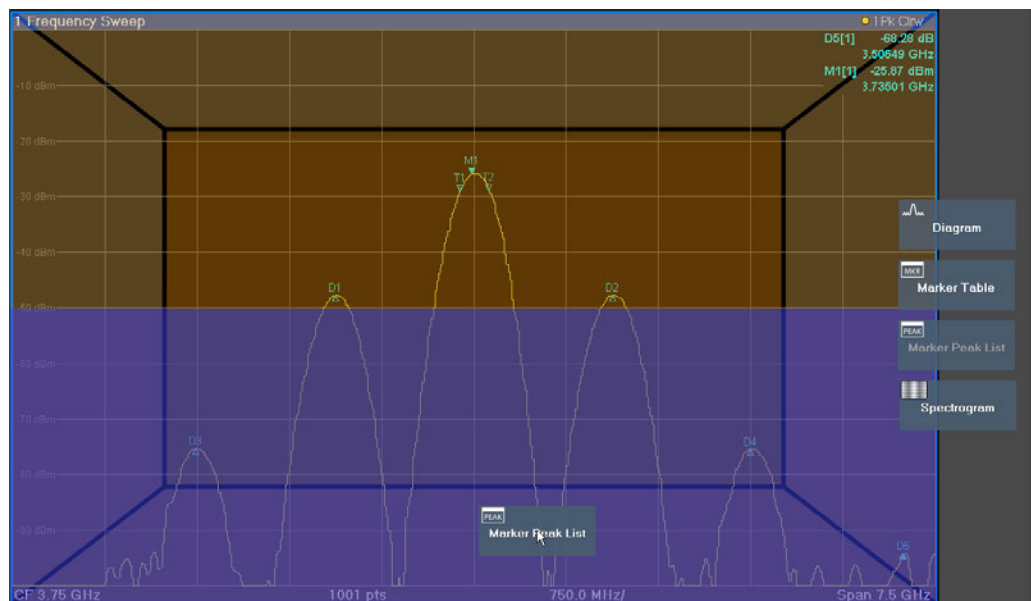 1 Frequency Sweep
1Pk Clrw
D5[1] -68.28 dB
3.50649 GHz
M1[1] -25.87 dBm
3.73501 GHz
-10 dBm
-20 dBm
M1
T1 T2
-30 dBm
Diagram
-40 dBm
MKR
Marker Table
D1 D2
-50 dBm
PEAK
Marker Peak List
-60 dBm
Spectrogram
-70 dBm
D3 D4
-80 dBm
PEAK
Marker Peak List
-90 dBm
D5
CF 3.75 GHz 1001 pts 750.0 MHz/ Span 7.5 GHz